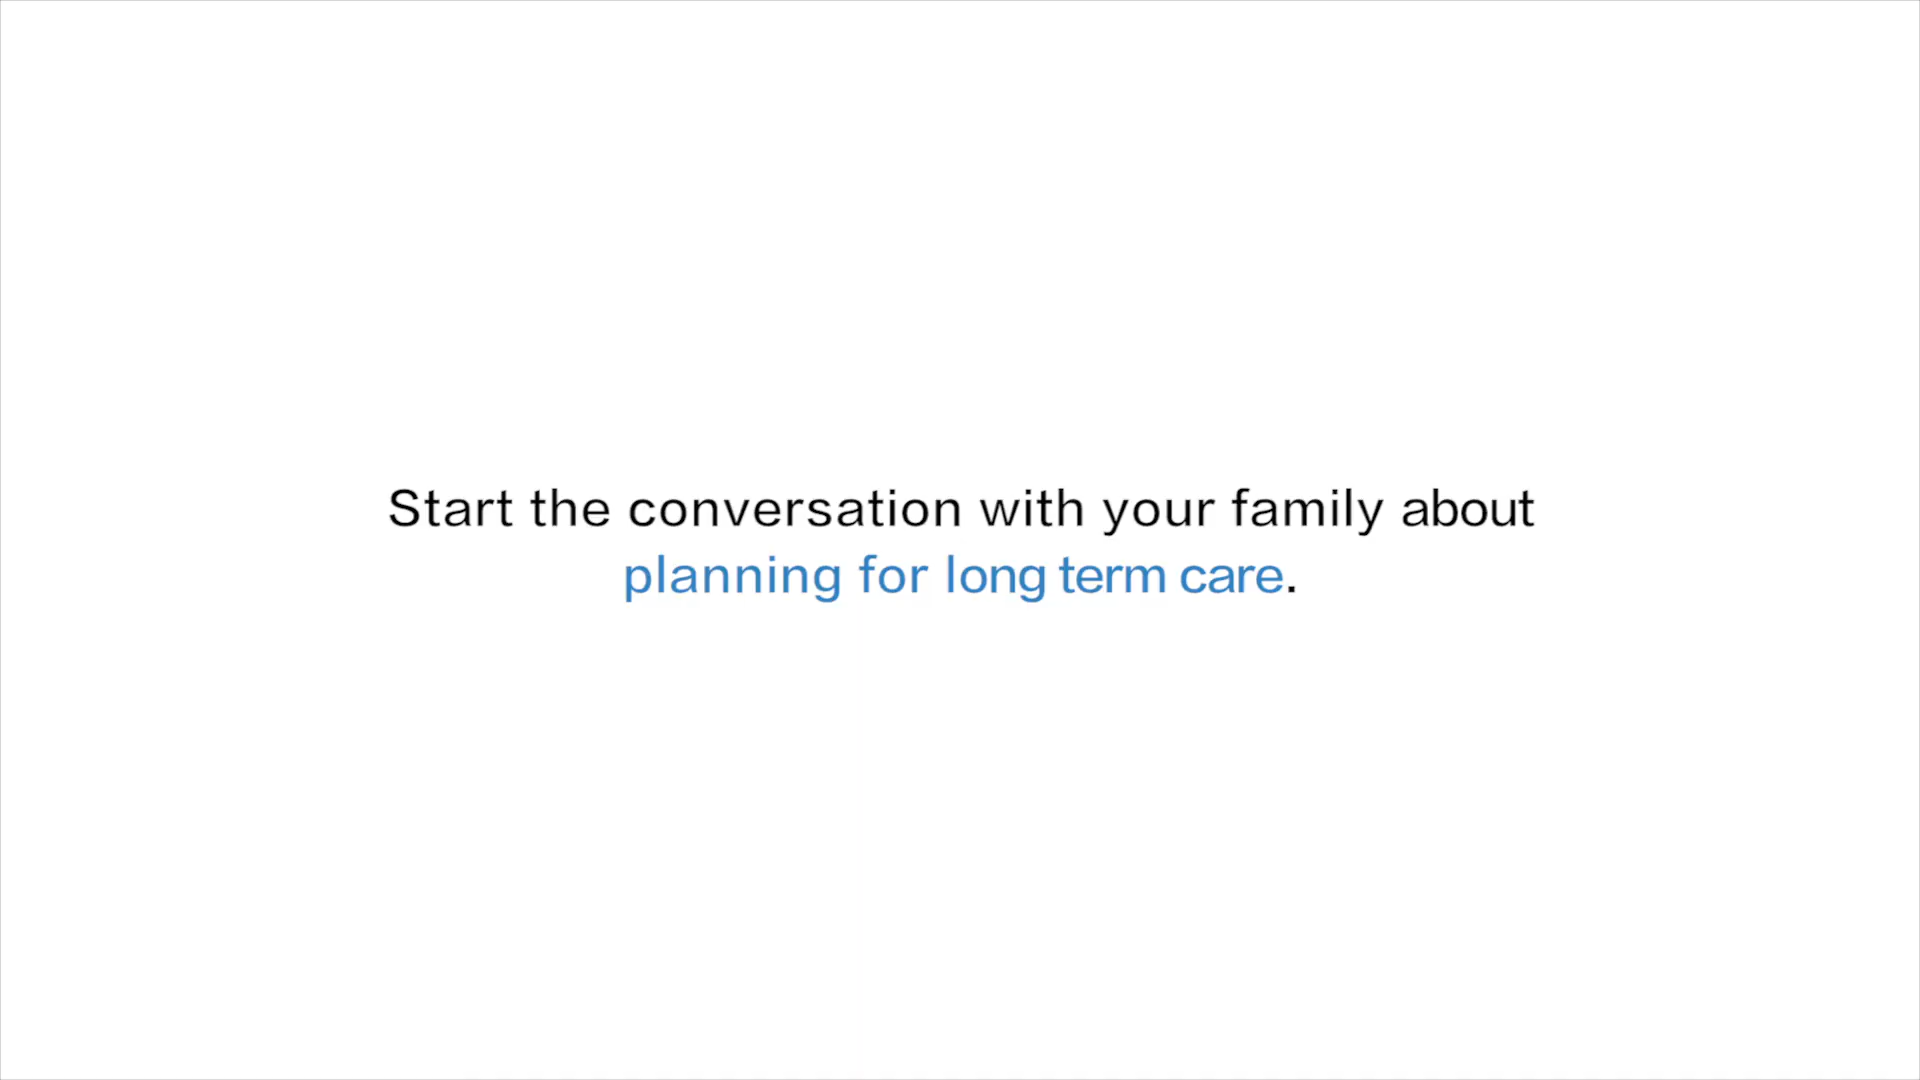 Start the conversation with your family about
planning for long term care.